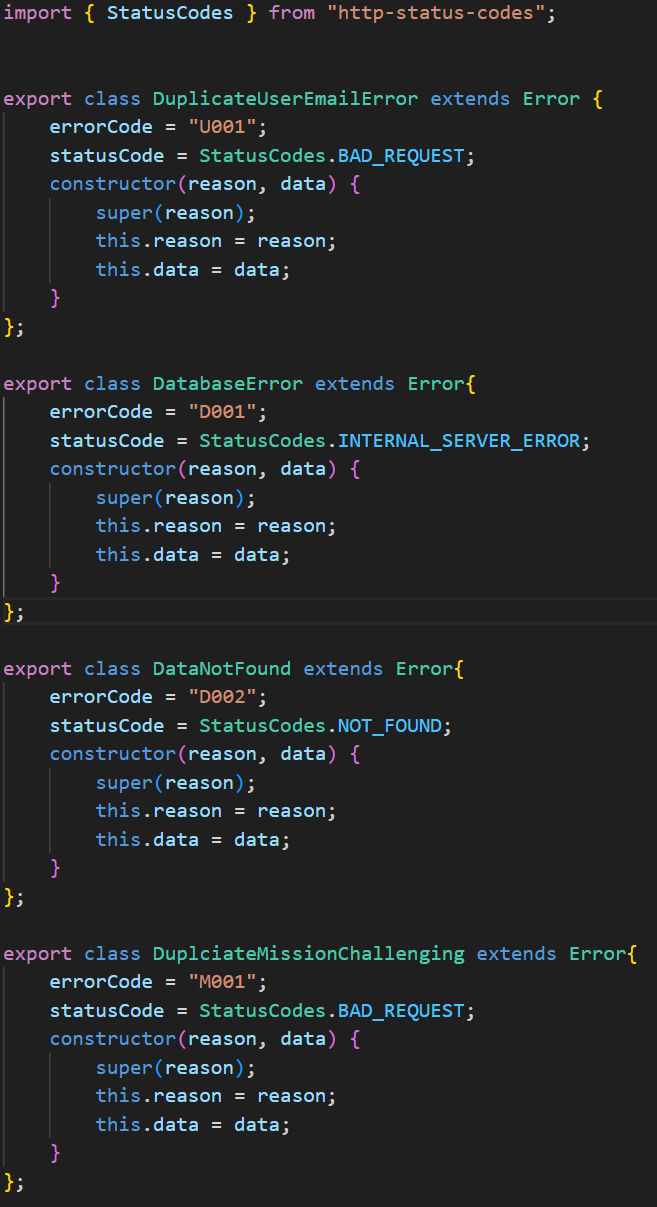 import { StatusCodes } from "http-status-codes";
export class DuplicateUserEmailError extends Error {
errorCode = "U001";
statusCode = StatusCodes.BAD_REQUEST;
constructor(reason, data) {
super(reason);
this.reason = reason;
this.data = data;
}
};
export class DatabaseError extends Error{
errorCode = "D001";
statusCode = StatusCodes.INTERNAL_SERVER_ERROR;
constructor(reason, data) {
super(reason);
this.reason = reason;
this.data = data;
}
};
export class DataNotFound extends Error{
errorCode = "D002";
statusCode = StatusCodes.NOT_FOUND;
constructor(reason, data) {
super(reason);
this.reason = reason;
this.data = data;
}
};
export class DuplciateMissionChallenging extends Error{
errorCode = "M001";
statusCode = StatusCodes.BAD_REQUEST;
constructor(reason, data) {
super(reason);
this.reason = reason;
this.data = data;
}
};